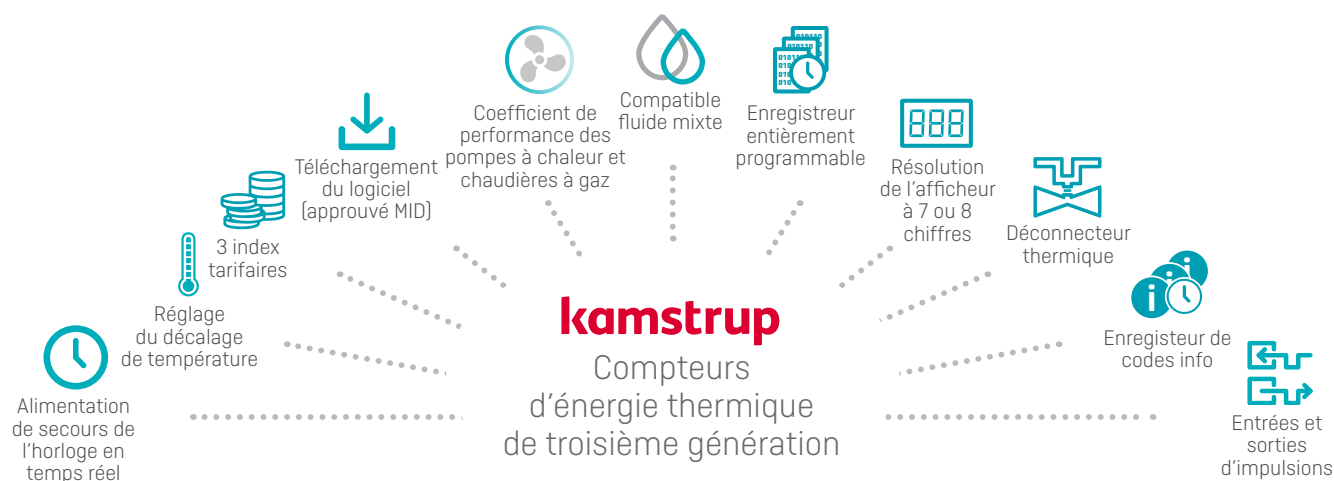 Alimentation
de secours de
l'horloge en
temps réel
Réglage
du décalage
de température
3 index
tarifaires
Téléchargement
du logiciel
(approuvé MID)
Coefficient de
performance des
pompes à chaleur et
chaudières à gaz
Compatible
fluide mixte
Enregistreur
entièrement
programmable
888
Résolution
de l'afficheur
à 7 ou 8
chiffres
Déconnecteur
thermique
Enregisteur de
codes info
Entrées et
sorties
d'impulsions
kamstrup
Compteurs
d'énergie thermique
de troisième génération